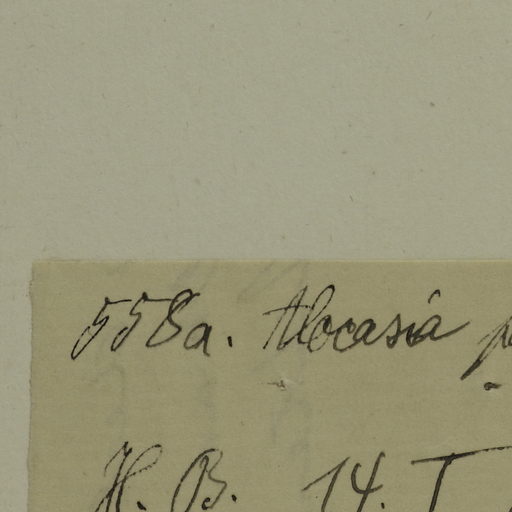 558a. Alocasia
H. B. 14. I